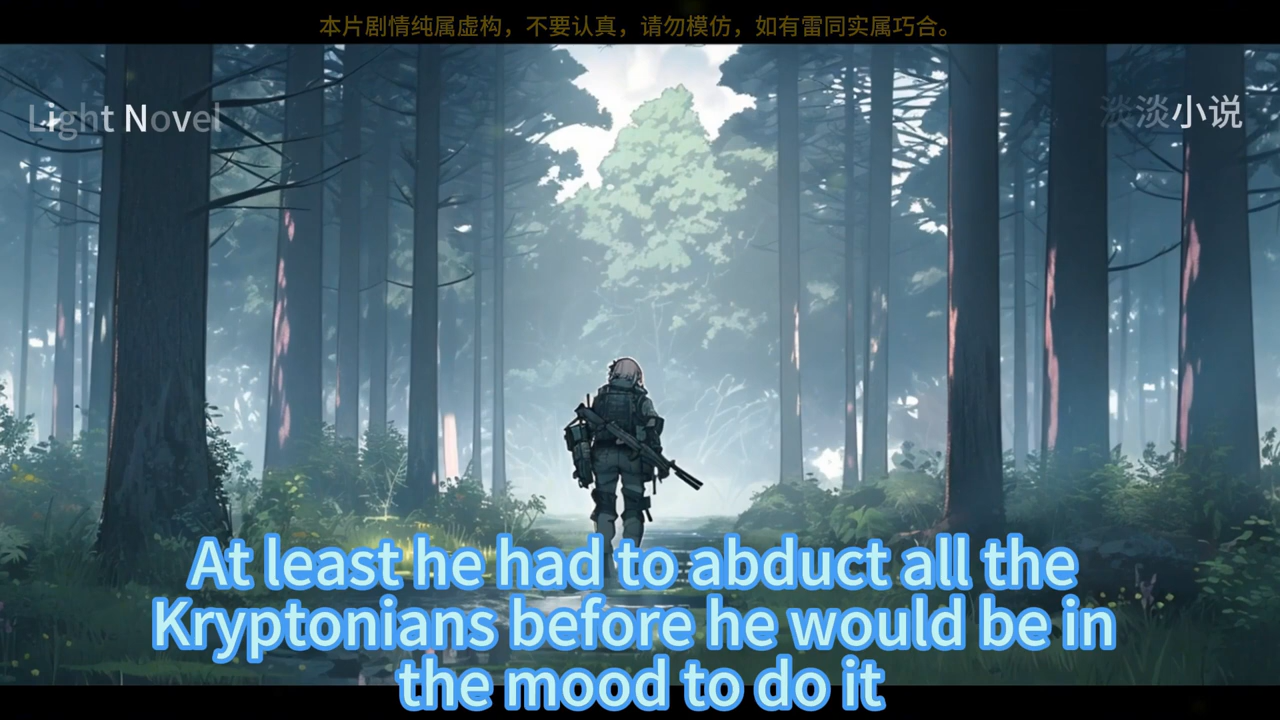 本片剧情纯属虚构，不要认真，请勿模仿，如有雷同实属巧合。
Light Novel
淡淡小说
At least he had to abduct all the
Kryptonians before he would be in
the mood to do it